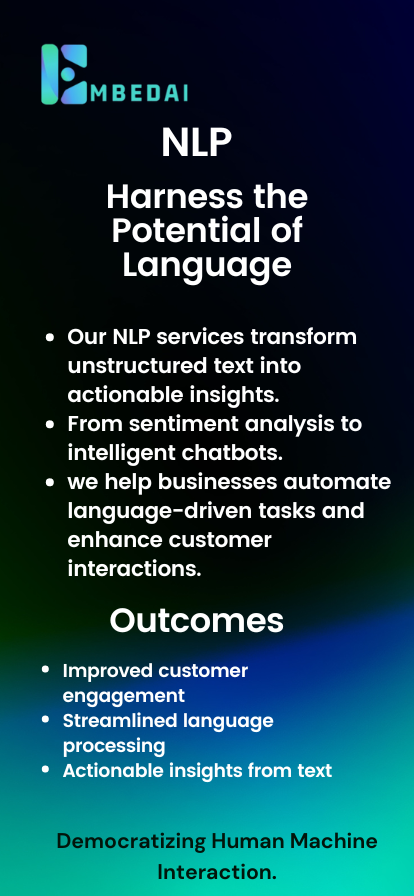 EMBEDAI
NLP
Harness the
Potential of
Language
• Our NLP services transform
unstructured text into
actionable insights.
• From sentiment analysis to
intelligent chatbots.
• we help businesses automate
language-driven tasks and
enhance customer
interactions.
Outcomes
• Improved customer
engagement
• Streamlined language
processing
• Actionable insights from text
Democratizing Human Machine
Interaction.